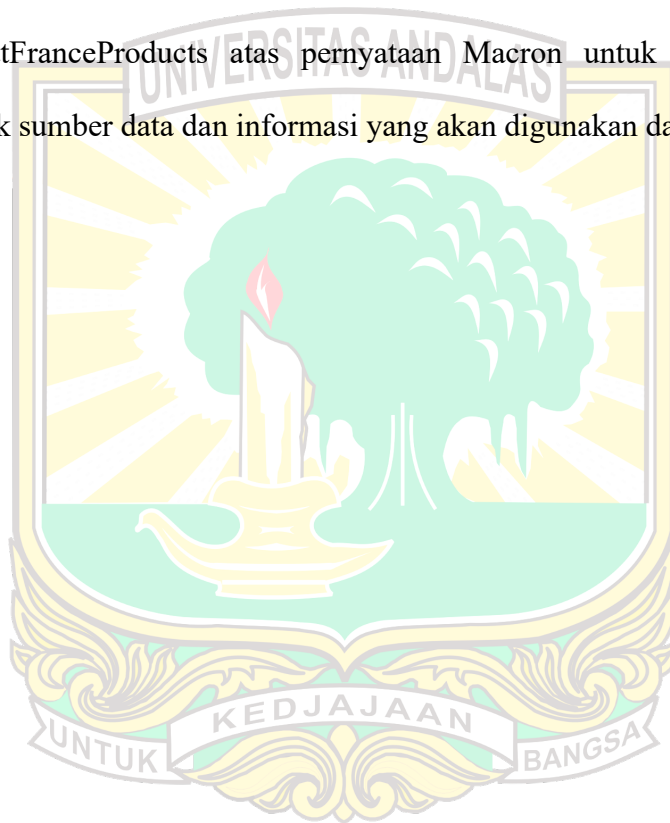 tFranceProducts atas pernyataan Macron untuk
UNIVERSITAS ANDALAS
k sumber data dan informasi yang akan digunakan da
UNTUK KEDJAJAAN BANGSA